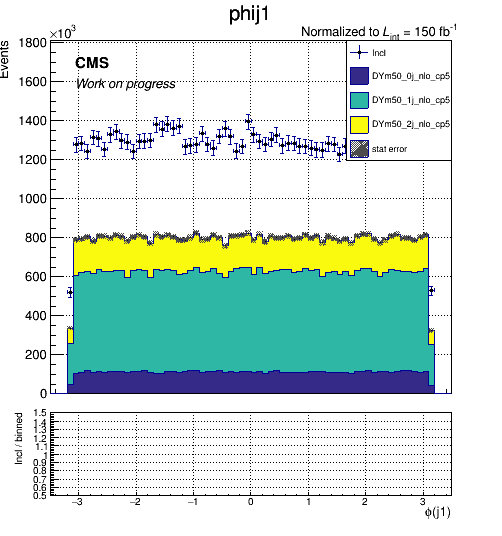 phij1
Normalized to L_int = 150 fb⁻¹
×10³
Events
1800
1600
1400
1200
1000
800
600
400
200
0
CMS
Work on progress
Incl
DYm50_0j_nlo_cp5
DYm50_1j_nlo_cp5
DYm50_2j_nlo_cp5
stat error
Incl / binned
1.5
1.4
1.3
1.2
1.1
1
0.9
0.8
0.7
0.6
0.5
−3 −2 −1 0 1 2 3
ϕ(j1)